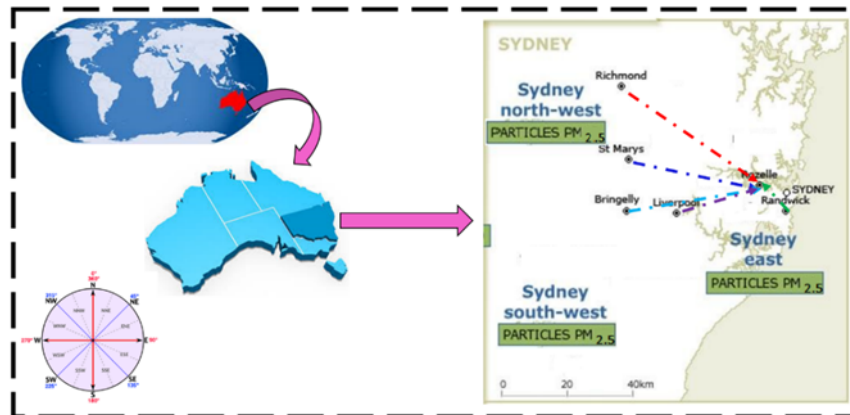 SYDNEY
Richmond
Sydney
north-west
PARTICLES PM 2.5
St Marys
Rozelle
SYDNEY
Bringelly
Liverpool
Randwick
Sydney
east
PARTICLES PM 2.5
Sydney
south-west
PARTICLES PM 2.5
0 20 40km
N
NW
NE
W
E
SW
SE
S